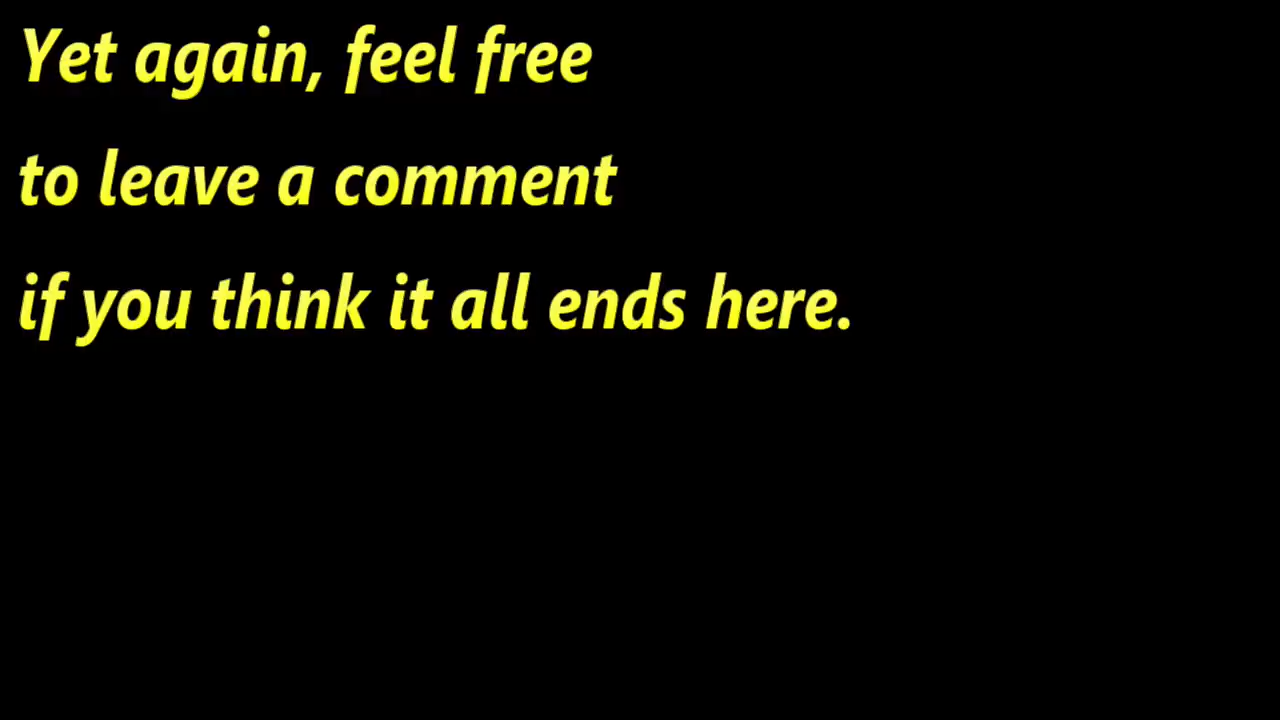 Yet again, feel free
to leave a comment
if you think it all ends here.